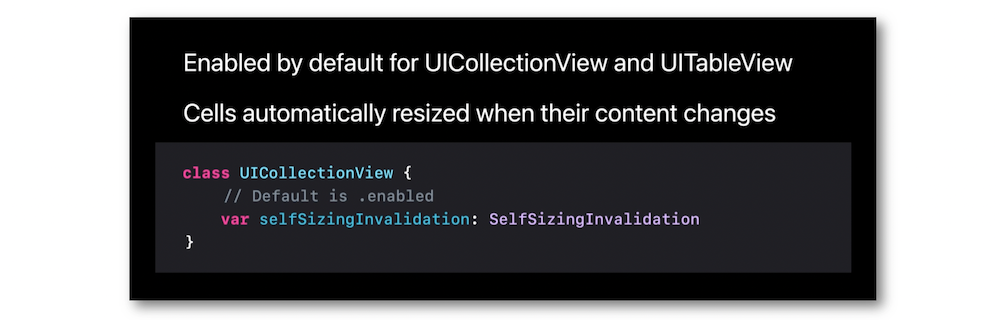 Enabled by default for UICollectionView and UITableView
Cells automatically resized when their content changes
class UICollectionView {
    // Default is .enabled
    var selfSizingInvalidation: SelfSizingInvalidation
}